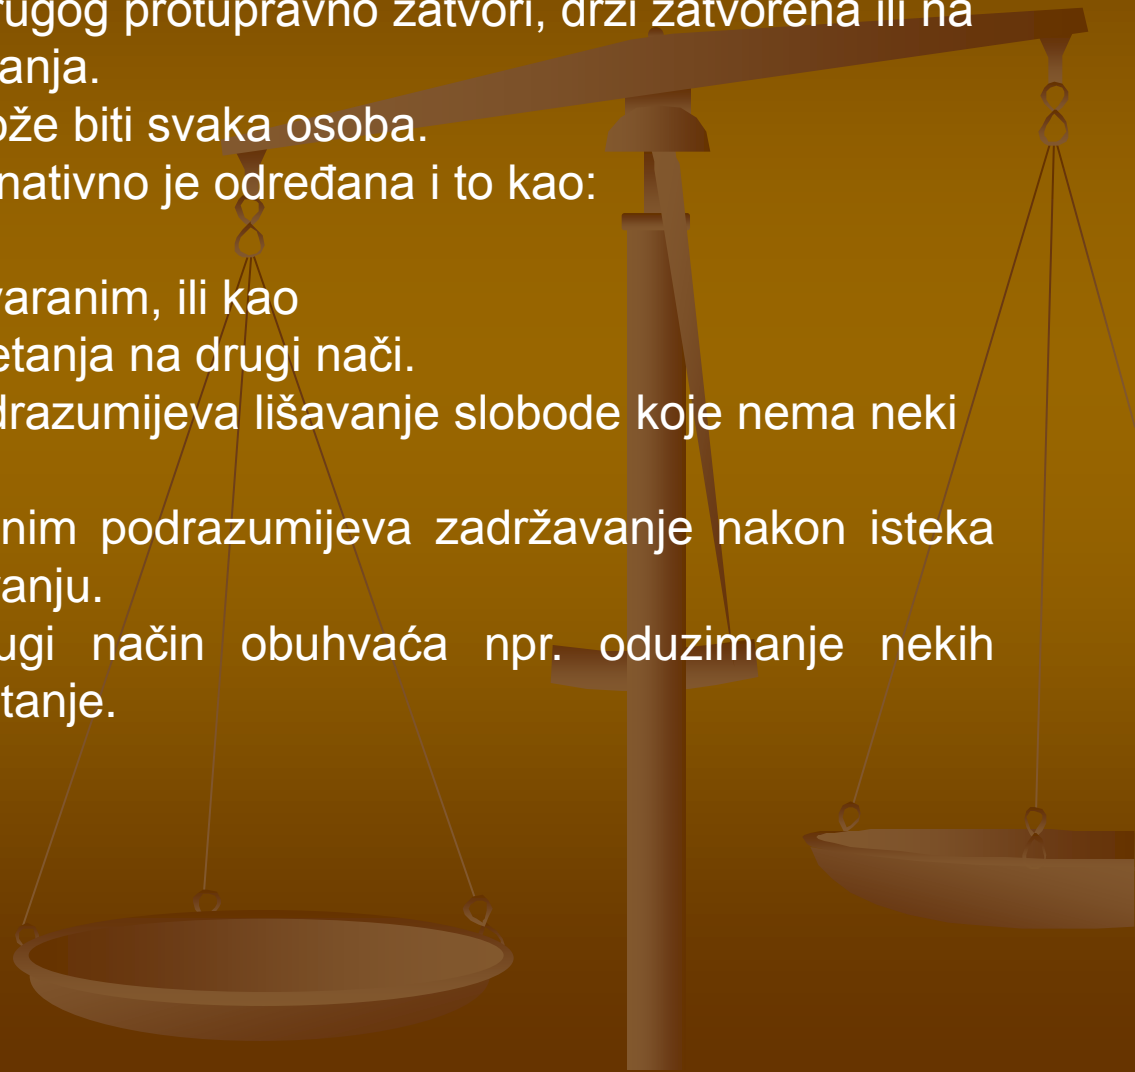 rugog protupravno zatvori, drži zatvorena ili na
anja.
ože biti svaka osoba.
nativno je određana i to kao:
varanim, ili kao
etanja na drugi nači.
drazumijeva lišavanje slobode koje nema neki
nim podrazumijeva zadržavanje nakon isteka
anju.
ugi način obuhvaća npr. oduzimanje nekih
tanje.